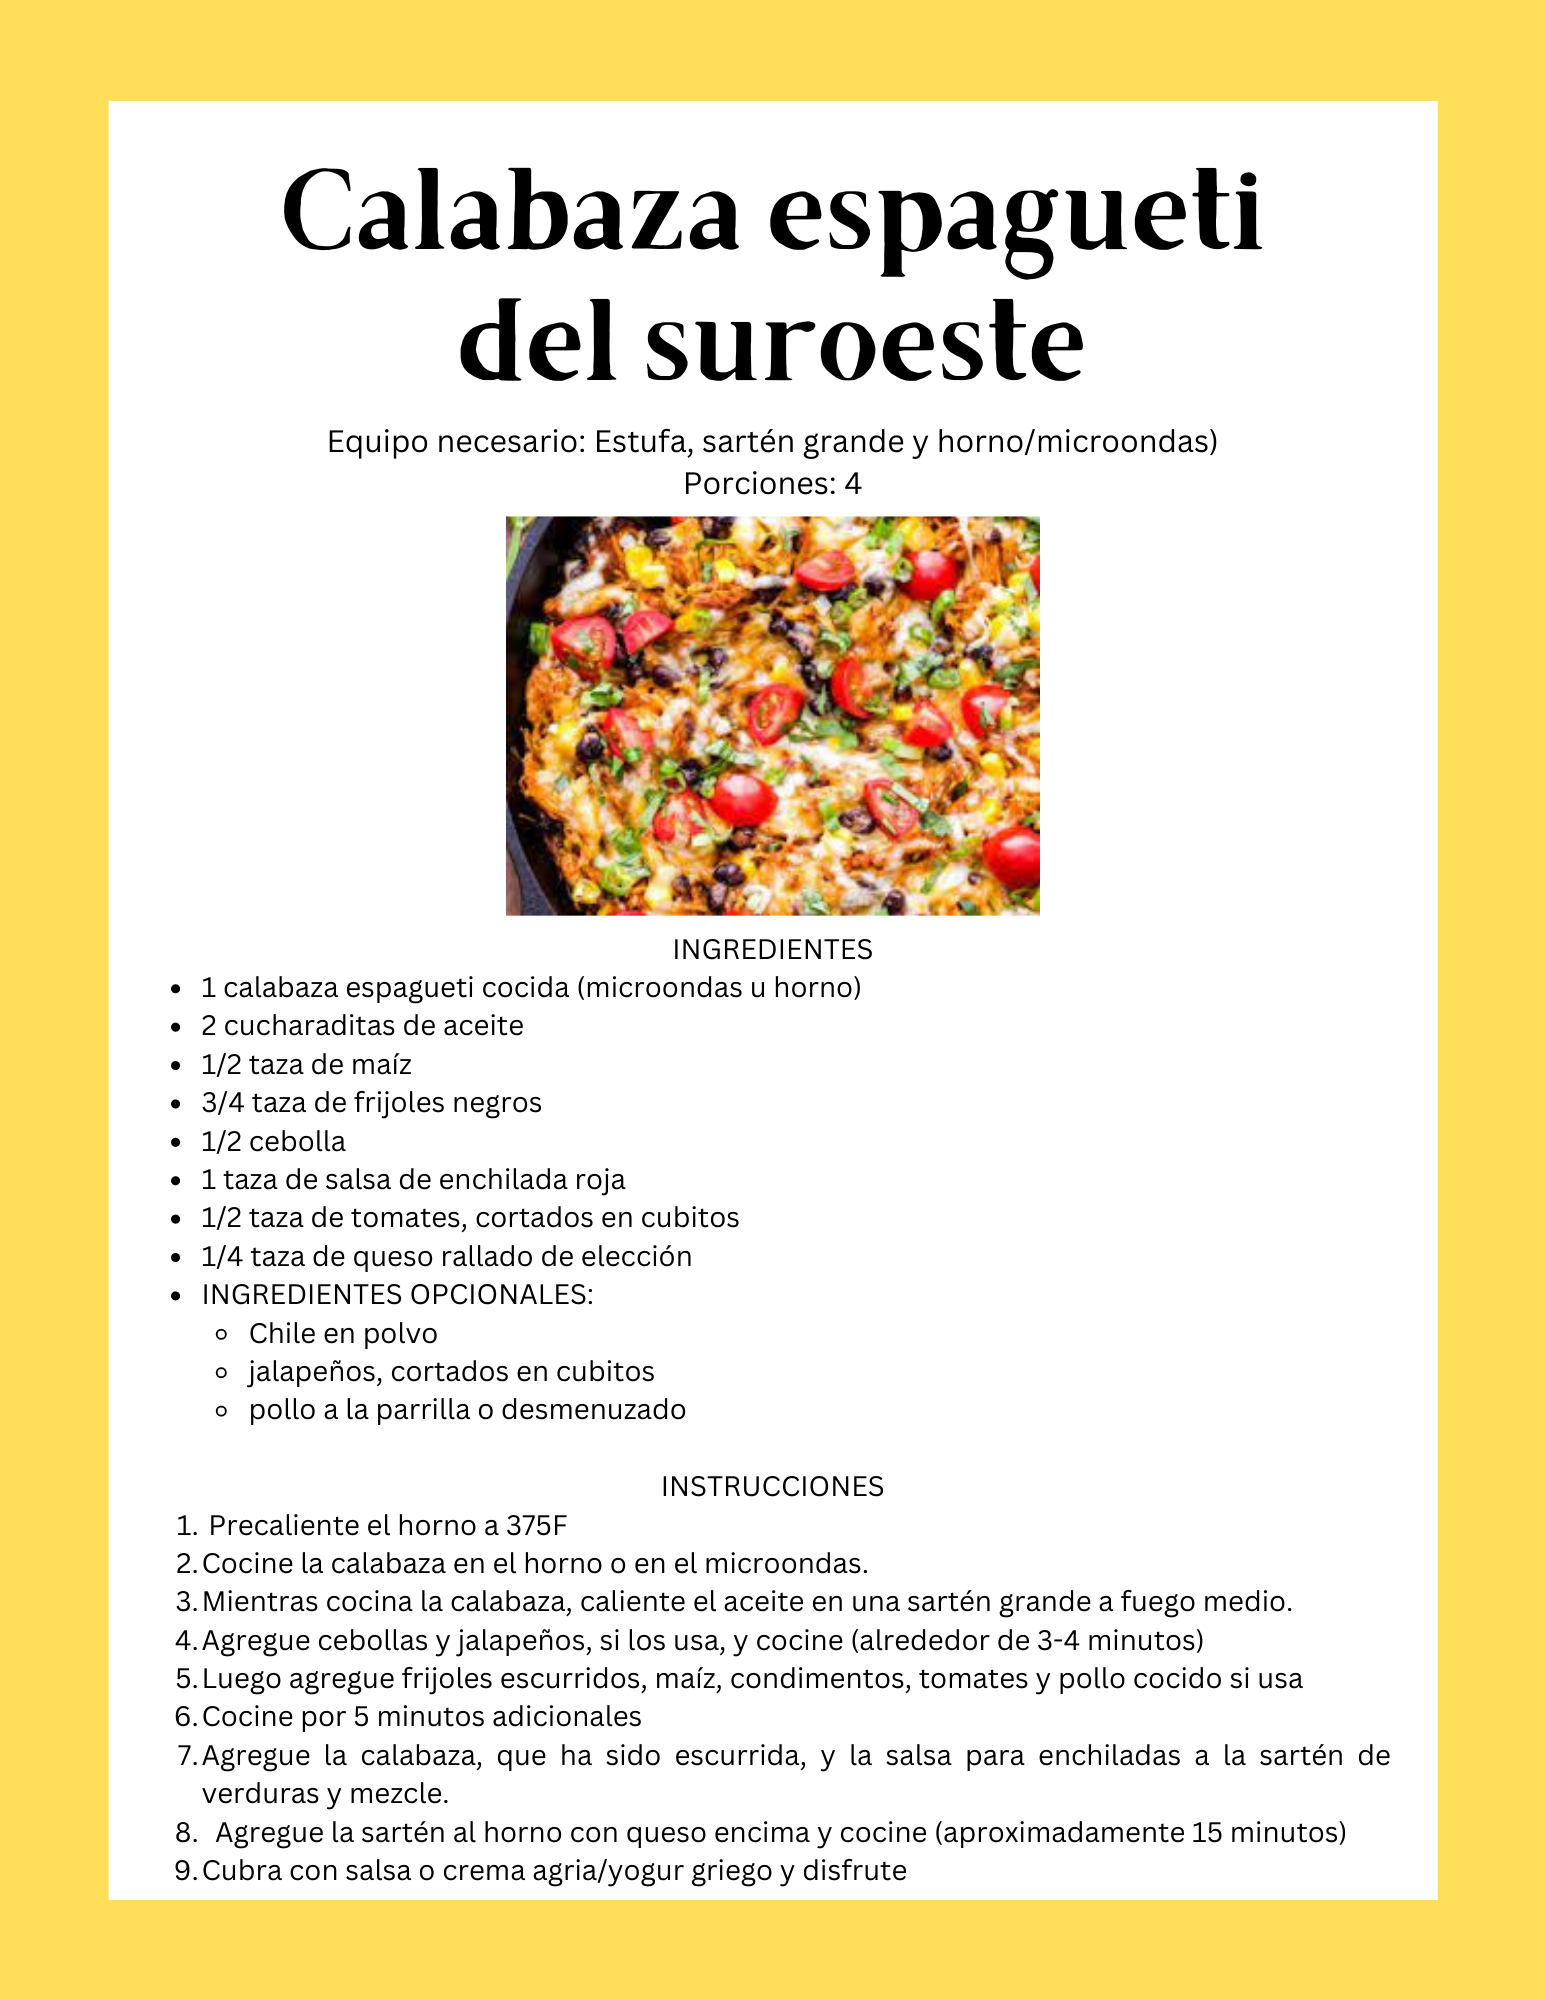 Calabaza espagueti
del suroeste
Equipo necesario: Estufa, sartén grande y horno/microondas)
Porciones: 4
INGREDIENTES
• 1 calabaza espagueti cocida (microondas u horno)
• 2 cucharaditas de aceite
• 1/2 taza de maíz
• 3/4 taza de frijoles negros
• 1/2 cebolla
• 1 taza de salsa de enchilada roja
• 1/2 taza de tomates, cortados en cubitos
• 1/4 taza de queso rallado de elección
• INGREDIENTES OPCIONALES:
◦ Chile en polvo
◦ jalapeños, cortados en cubitos
◦ pollo a la parrilla o desmenuzado
INSTRUCCIONES
1. Precaliente el horno a 375F
2. Cocine la calabaza en el horno o en el microondas.
3. Mientras cocina la calabaza, caliente el aceite en una sartén grande a fuego medio.
4. Agregue cebollas y jalapeños, si los usa, y cocine (alrededor de 3-4 minutos)
5. Luego agregue frijoles escurridos, maíz, condimentos, tomates y pollo cocido si usa
6. Cocine por 5 minutos adicionales
7. Agregue la calabaza, que ha sido escurrida, y la salsa para enchiladas a la sartén de
verduras y mezcle.
8. Agregue la sartén al horno con queso encima y cocine (aproximadamente 15 minutos)
9. Cubra con salsa o crema agria/yogur griego y disfrute